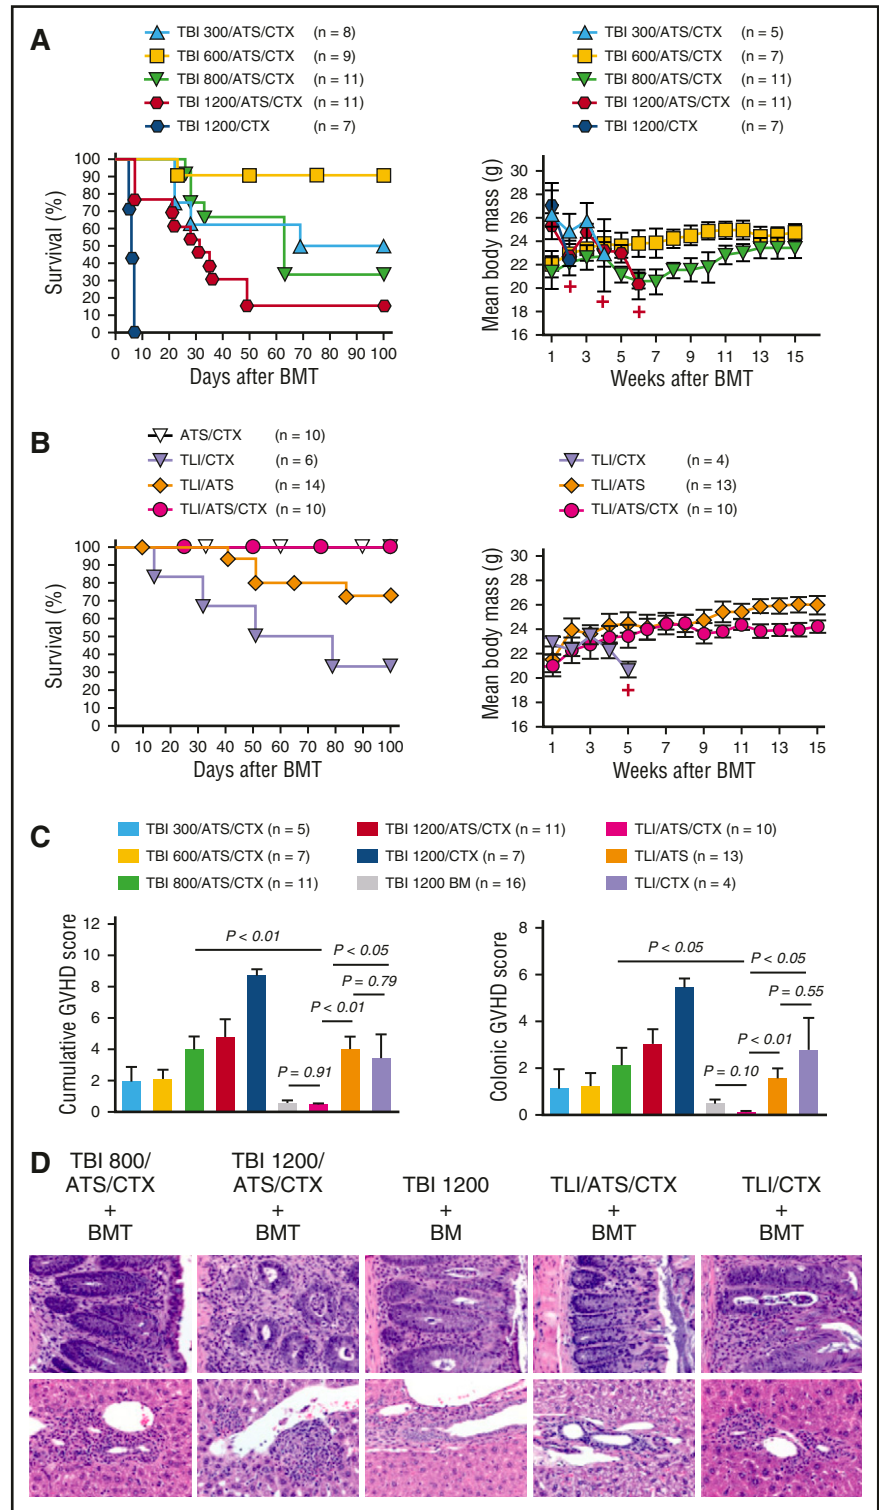 A
TBI 300/ATS/CTX (n = 8)
TBI 600/ATS/CTX (n = 9)
TBI 800/ATS/CTX (n = 11)
TBI 1200/ATS/CTX (n = 11)
TBI 1200/CTX (n = 7)
TBI 300/ATS/CTX (n = 5)
TBI 600/ATS/CTX (n = 7)
TBI 800/ATS/CTX (n = 11)
TBI 1200/ATS/CTX (n = 11)
TBI 1200/CTX (n = 7)
Survival (%)
100
90
80
70
60
50
40
30
20
10
0
0 10 20 30 40 50 60 70 80 90 100
Days after BMT
Mean body mass (g)
30
28
26
24
22
20
18
16
+ + +
1 3 5 7 9 11 13 15
Weeks after BMT
B
ATS/CTX (n = 10)
TLI/CTX (n = 6)
TLI/ATS (n = 14)
TLI/ATS/CTX (n = 10)
TLI/CTX (n = 4)
TLI/ATS (n = 13)
TLI/ATS/CTX (n = 10)
Survival (%)
100
90
80
70
60
50
40
30
20
10
0
0 10 20 30 40 50 60 70 80 90 100
Days after BMT
Mean body mass (g)
30
28
26
24
22
20
18
16
+
1 3 5 7 9 11 13 15
Weeks after BMT
C
TBI 300/ATS/CTX (n = 5)
TBI 600/ATS/CTX (n = 7)
TBI 800/ATS/CTX (n = 11)
TBI 1200/ATS/CTX (n = 11)
TBI 1200/CTX (n = 7)
TBI 1200 BM (n = 16)
TLI/ATS/CTX (n = 10)
TLI/ATS (n = 13)
TLI/CTX (n = 4)
Cumulative GVHD score
12
10
8
6
4
2
0
P < 0.01
P < 0.05
P = 0.79
P < 0.01
P = 0.91
Colonic GVHD score
8
6
4
2
0
P < 0.05
P < 0.05
P = 0.55
P < 0.01
P = 0.10
D
TBI 800/
ATS/CTX
+
BMT
TBI 1200/
ATS/CTX
+
BMT
TBI 1200
+
BM
TLI/ATS/CTX
+
BMT
TLI/CTX
+
BMT